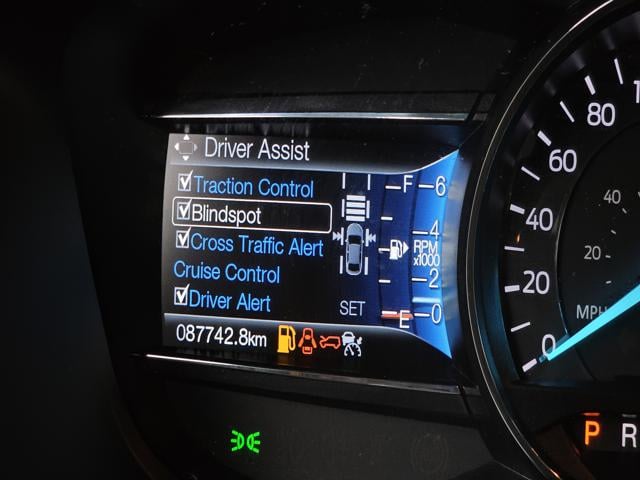 Driver Assist
Traction Control
Blindspot
Cross Traffic Alert
Cruise Control
Driver Alert
SET
087742.8km
F 6
4
RPM
x1000
2
E 0
80
60
40
20
0
40
20
MPH
P R